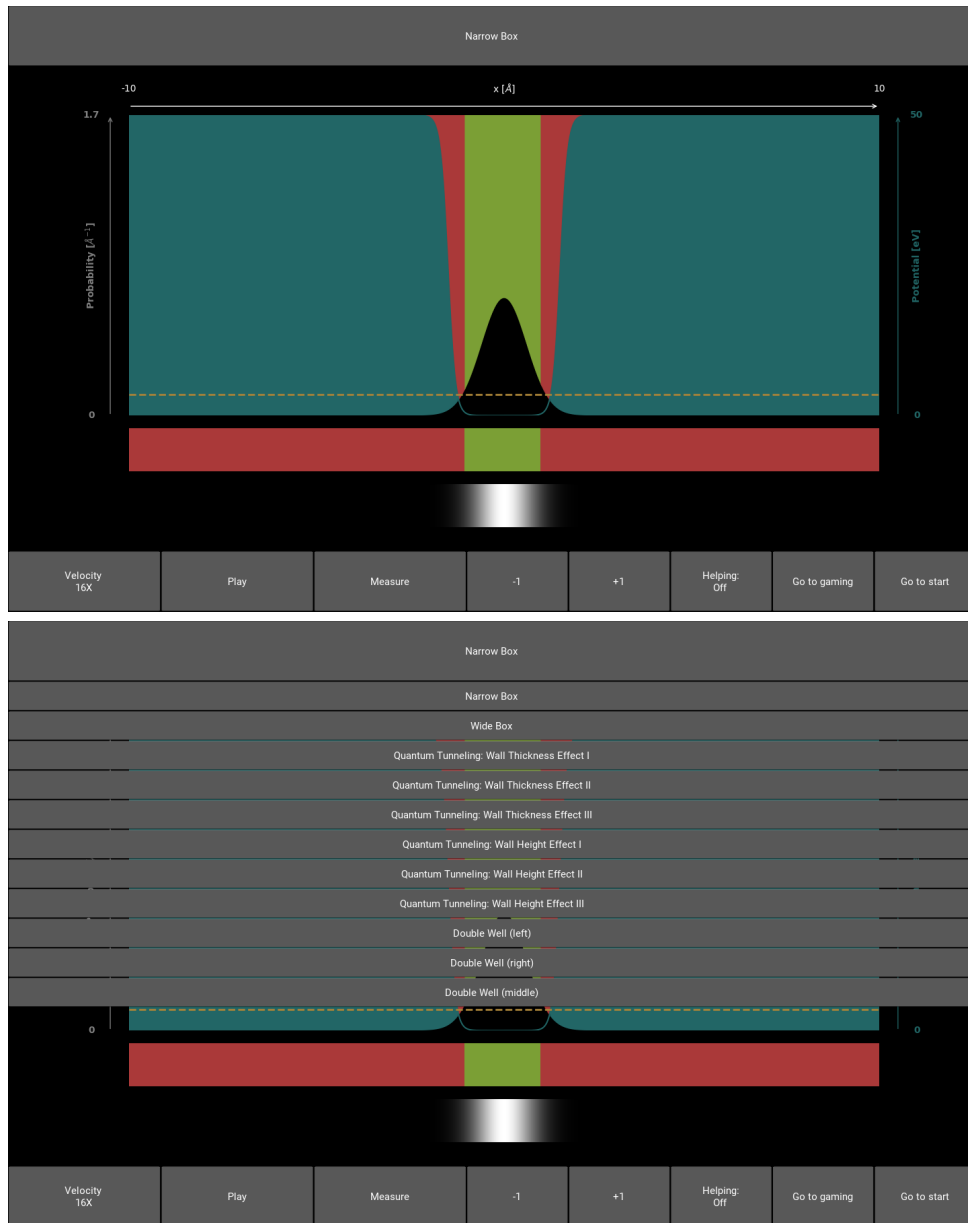 Narrow Box
-10
x [Å]
10
1.7
50
Probability [Å⁻¹]
Potential [eV]
0
0
Velocity
16X
Play
Measure
-1
+1
Helping:
Off
Go to gaming
Go to start
Narrow Box
Narrow Box
Wide Box
Quantum Tunneling: Wall Thickness Effect I
Quantum Tunneling: Wall Thickness Effect II
Quantum Tunneling: Wall Thickness Effect III
Quantum Tunneling: Wall Height Effect I
Quantum Tunneling: Wall Height Effect II
Quantum Tunneling: Wall Height Effect III
Double Well (left)
Double Well (right)
Double Well (middle)
0
0
Velocity
16X
Play
Measure
-1
+1
Helping:
Off
Go to gaming
Go to start